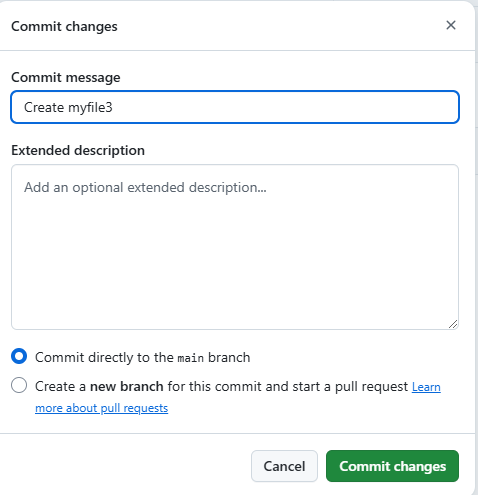 Commit changes
Commit message
Create myfile3
Extended description
Add an optional extended description...
Commit directly to the main branch
Create a new branch for this commit and start a pull request Learn
more about pull requests
Cancel
Commit changes